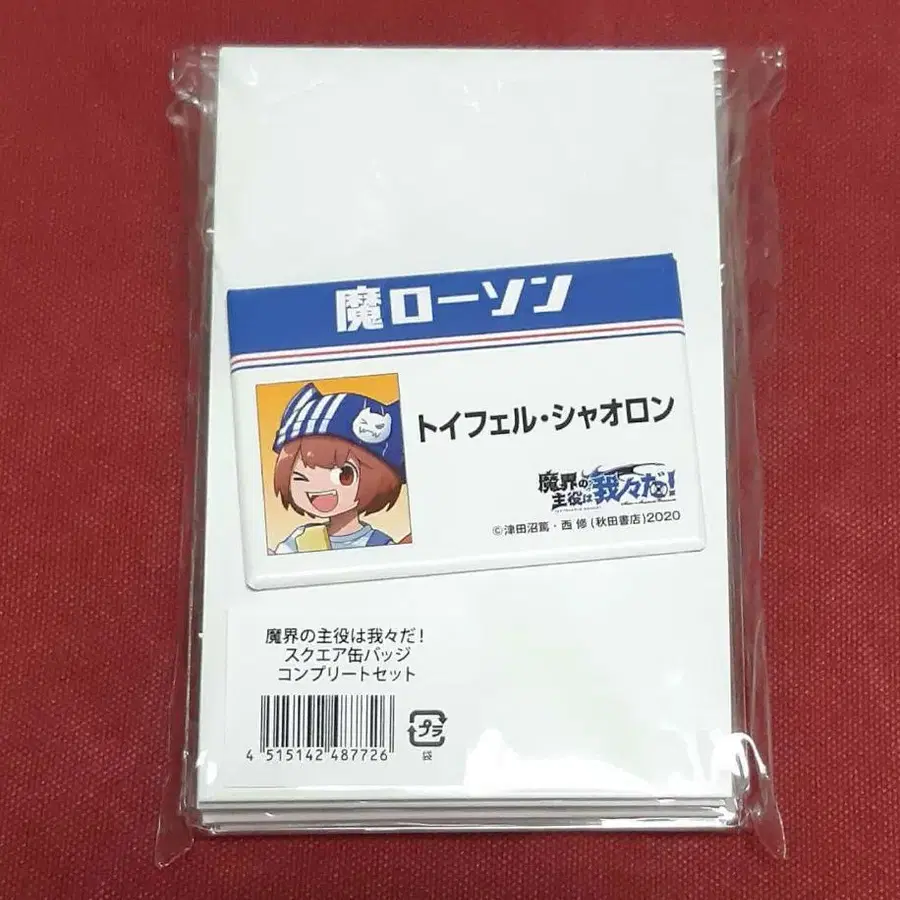 魔ローソン
トイフェル・シャオロン
魔界の
主役は我々だ!
©津田沼篤・西 修(秋田書店)2020
魔界の主役は我々だ!
スクエア缶バッジ
コンプリートセット
プラ
4 515142 487726
袋